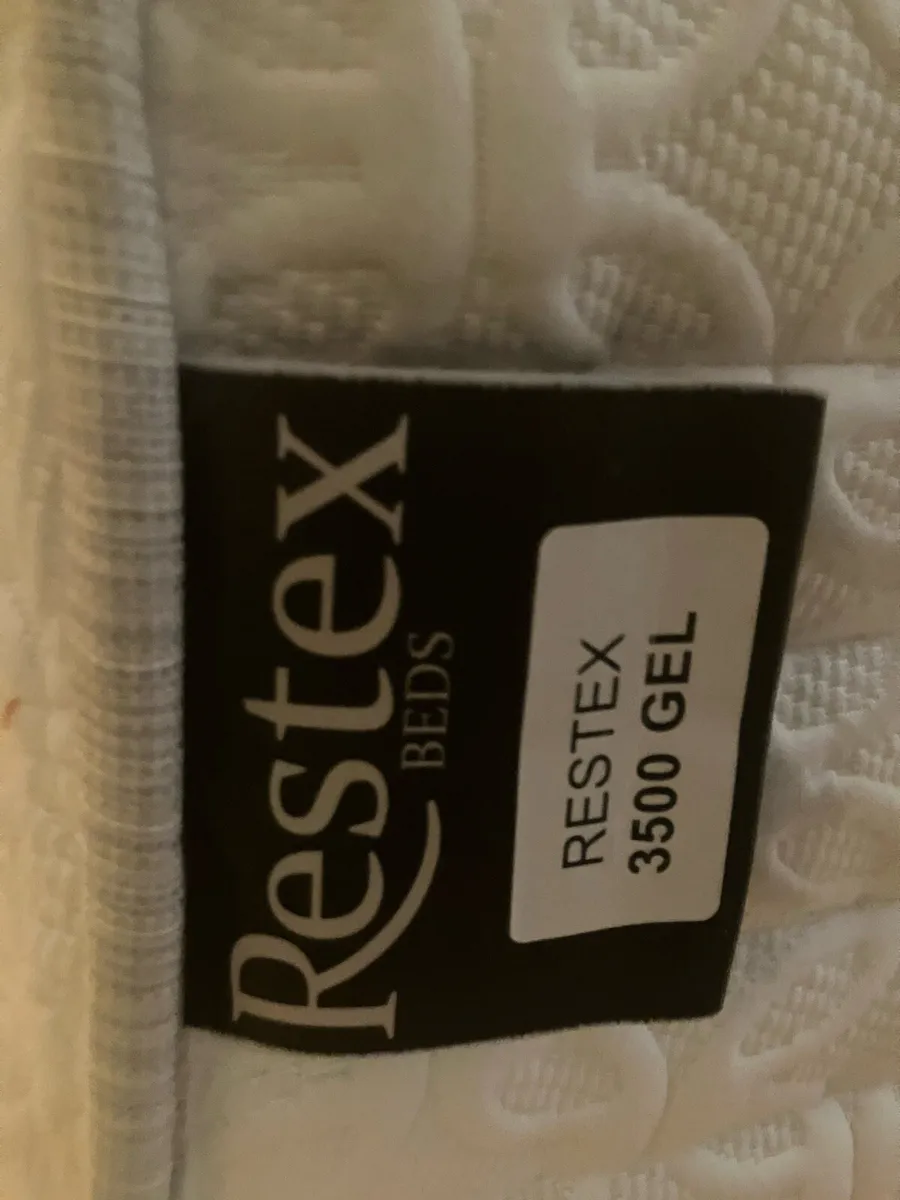 Restex
BEDS
RESTEX
3500 GEL